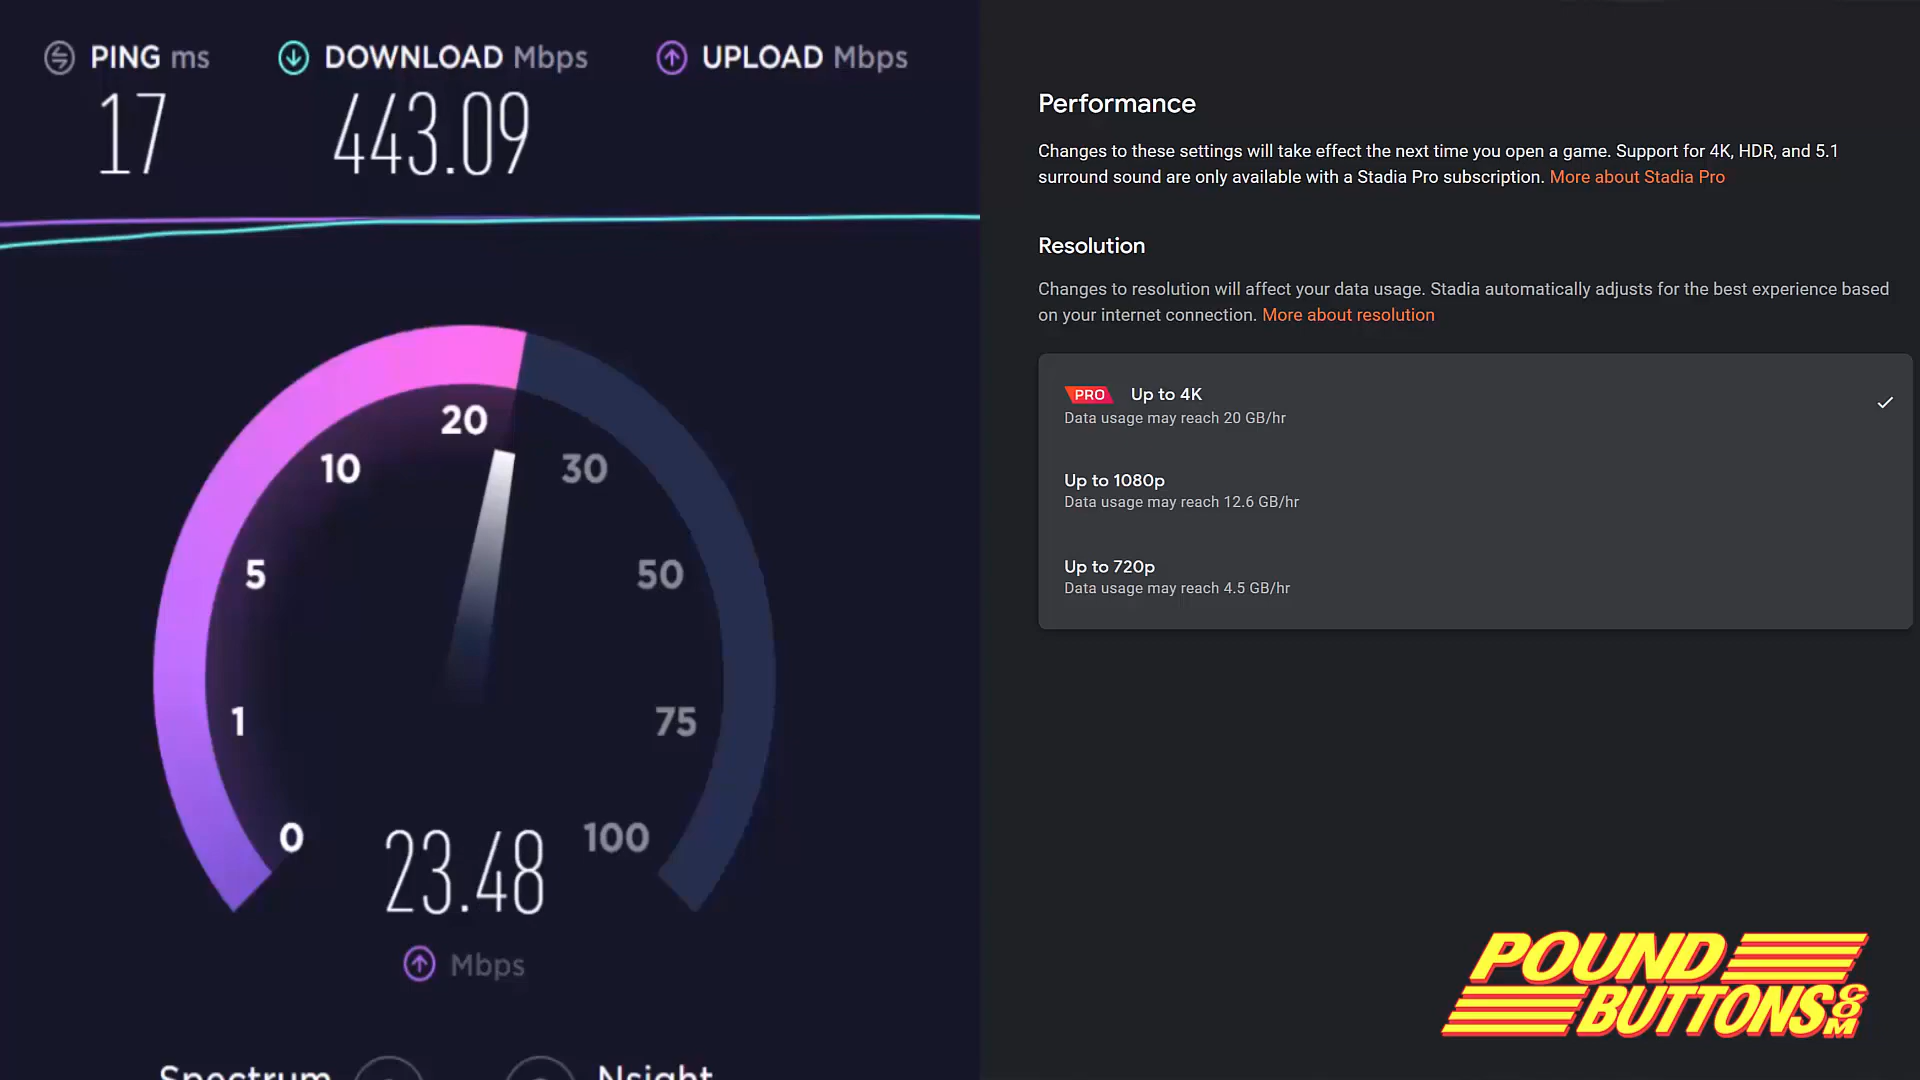 PING ms
17
DOWNLOAD Mbps
443.09
UPLOAD Mbps
20
10
30
5
50
1
75
0
100
23.48
Mbps
Spectrum
Nsight
Performance
Changes to these settings will take effect the next time you open a game. Support for 4K, HDR, and 5.1
surround sound are only available with a Stadia Pro subscription. More about Stadia Pro
Resolution
Changes to resolution will affect your data usage. Stadia automatically adjusts for the best experience based
on your internet connection. More about resolution
PRO Up to 4K
Data usage may reach 20 GB/hr
Up to 1080p
Data usage may reach 12.6 GB/hr
Up to 720p
Data usage may reach 4.5 GB/hr
POUND
BUTTONS.COM